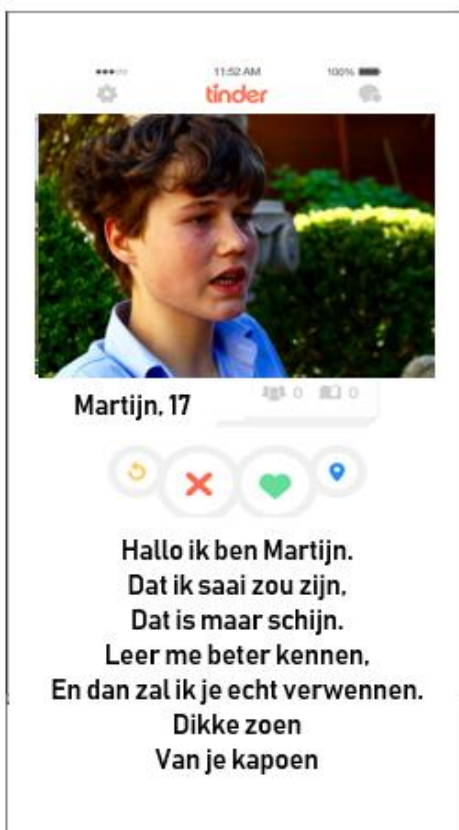 11:52 AM
100%
tinder
Martijn, 17
0
0
Hallo ik ben Martijn.
Dat ik saai zou zijn,
Dat is maar schijn.
Leer me beter kennen,
En dan zal ik je echt verwennen.
Dikke zoen
Van je kapoen